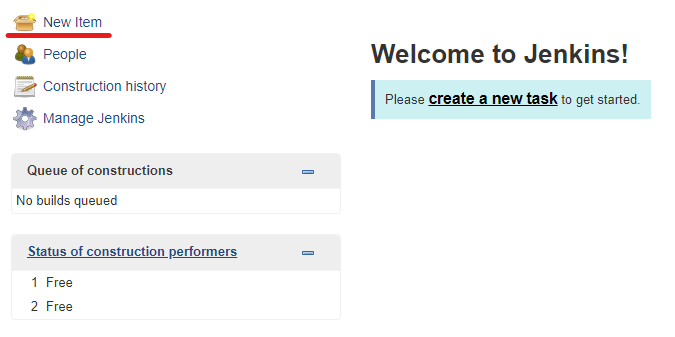 New Item
People
Construction history
Manage Jenkins
Queue of constructions
No builds queued
Status of construction performers
1 Free
2 Free
Welcome to Jenkins!
Please create a new task to get started.